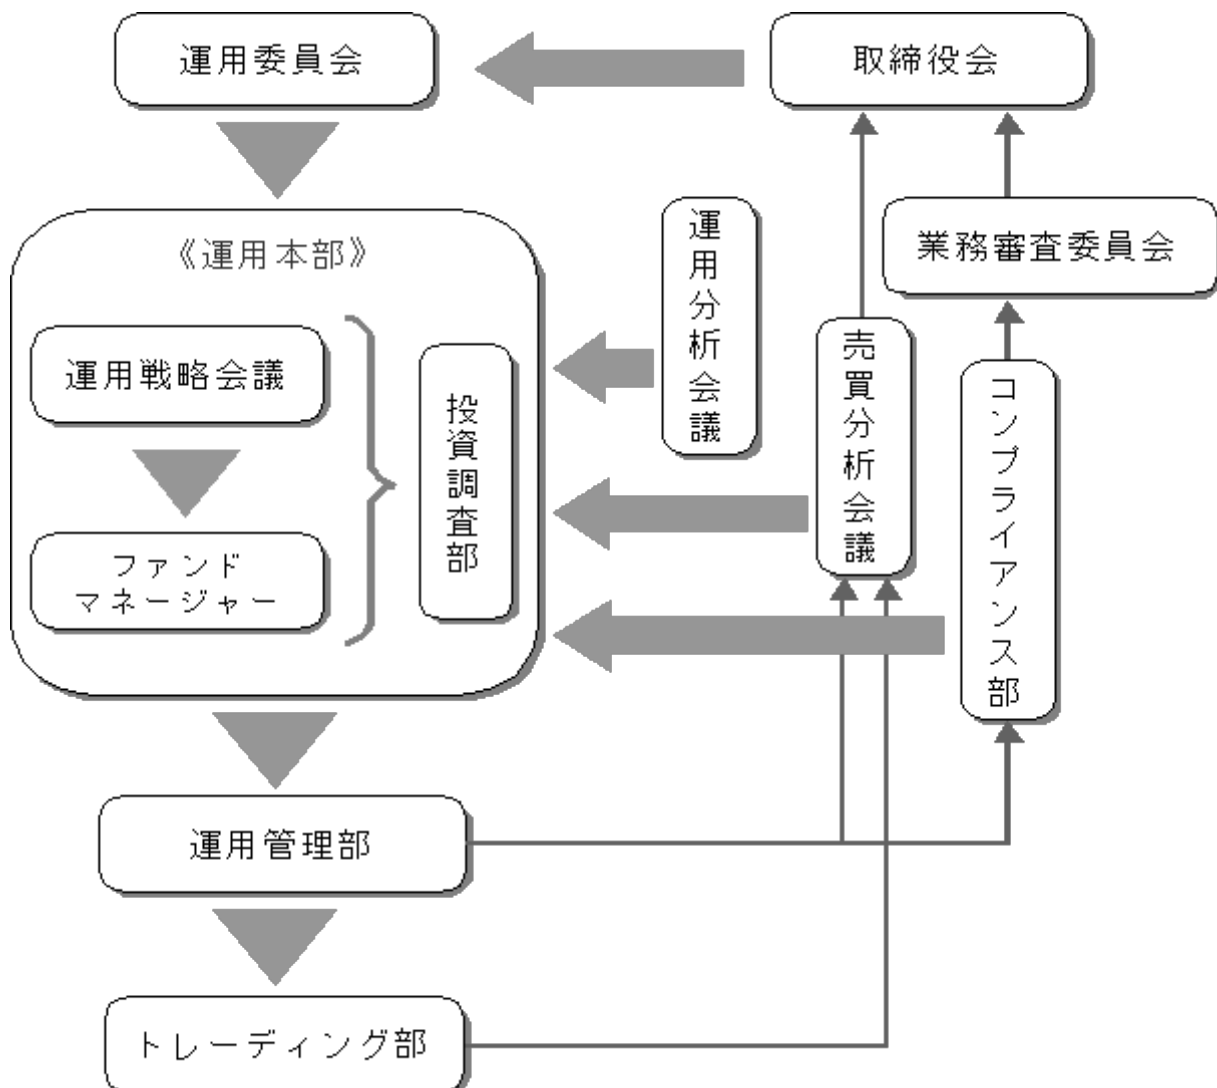 運用委員会
取締役会
業務審査委員会
《運用本部》
運用戦略会議
ファンド
マネージャー
投資調査部
運用分析会議
売買分析会議
コンプライアンス部
運用管理部
トレーディング部